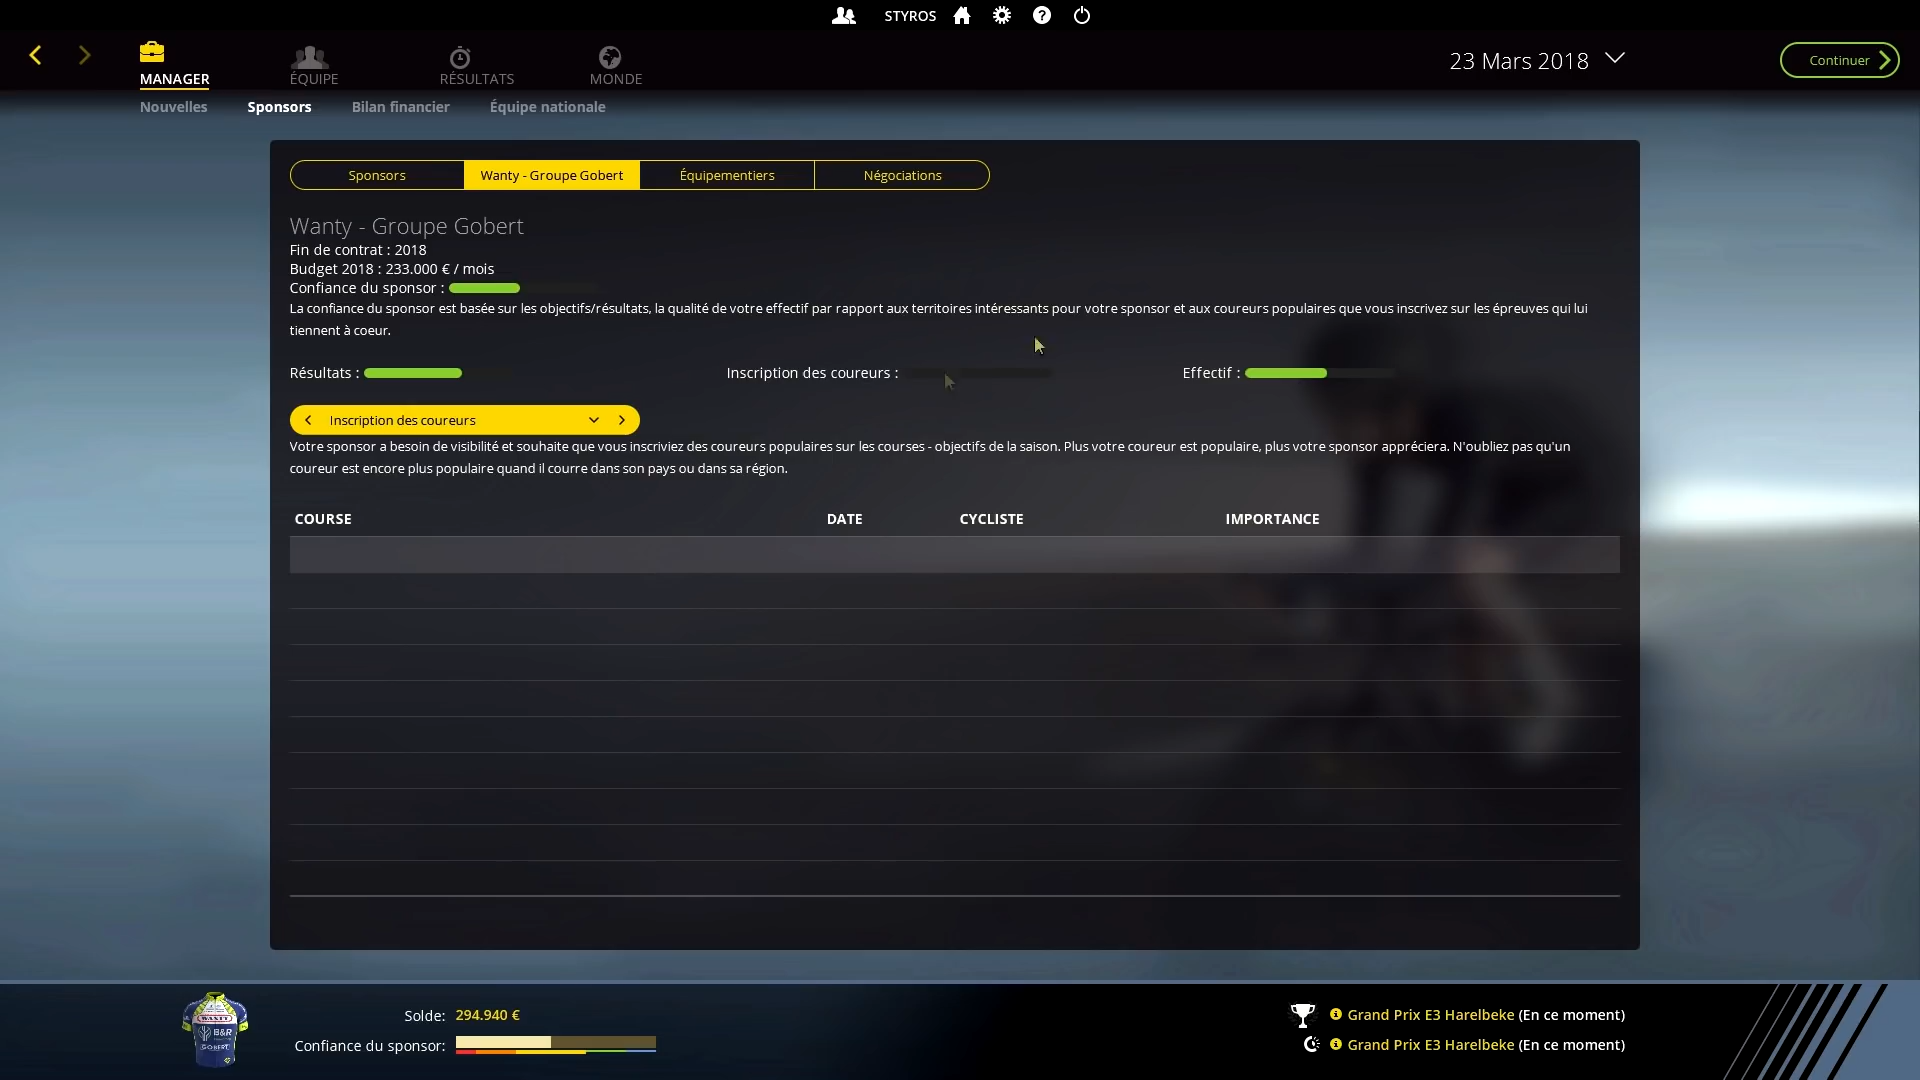 STYROS
MANAGER
ÉQUIPE
RÉSULTATS
MONDE
23 Mars 2018
Continuer
Nouvelles
Sponsors
Bilan financier
Équipe nationale
Sponsors
Wanty - Groupe Gobert
Équipementiers
Négociations
Wanty - Groupe Gobert
Fin de contrat : 2018
Budget 2018 : 233.000 € / mois
Confiance du sponsor :
La confiance du sponsor est basée sur les objectifs/résultats, la qualité de votre effectif par rapport aux territoires intéressants pour votre sponsor et aux coureurs populaires que vous inscrivez sur les épreuves qui lui
tiennent à coeur.
Résultats :
Inscription des coureurs :
Effectif :
Inscription des coureurs
Votre sponsor a besoin de visibilité et souhaite que vous inscriviez des coureurs populaires sur les courses - objectifs de la saison. Plus votre coureur est populaire, plus votre sponsor appréciera. N'oubliez pas qu'un
coureur est encore plus populaire quand il courre dans son pays ou dans sa région.
COURSE
DATE
CYCLISTE
IMPORTANCE
WANTY
B&R
GOBERT
Solde: 294.940 €
Confiance du sponsor:
Grand Prix E3 Harelbeke (En ce moment)
Grand Prix E3 Harelbeke (En ce moment)